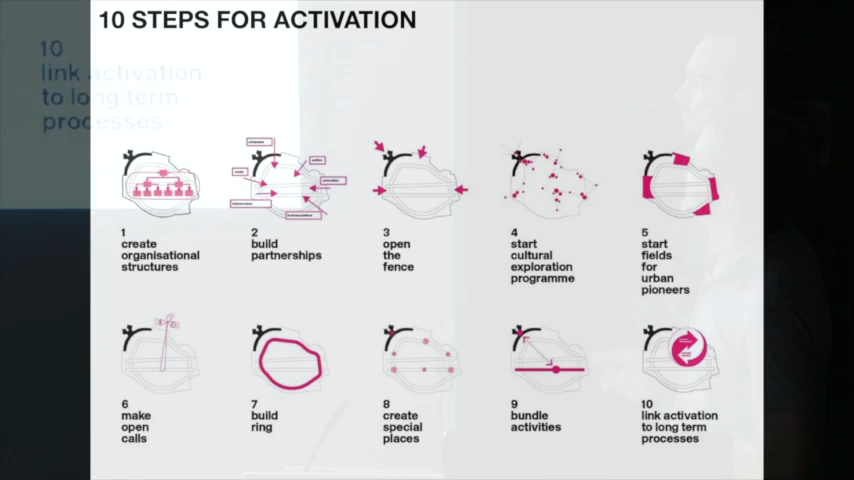 10 STEPS FOR ACTIVATION
10
link activation
to long term
processes
1
create
organisational
structures
2
build
partnerships
3
open
the
fence
4
start
cultural
exploration
programme
5
start
fields
for
urban
pioneers
6
make
open
calls
7
build
ring
8
create
special
places
9
bundle
activities
10
link activation
to long term
processes